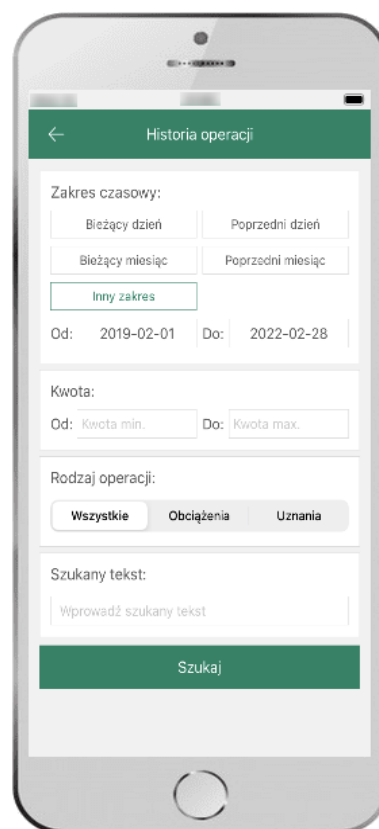 Historia operacji
Zakres czasowy:
Bieżący dzień Poprzedni dzień
Bieżący miesiąc Poprzedni miesiąc
Inny zakres
Od: 2019-02-01 Do: 2022-02-28
Kwota:
Od: Kwota min. Do: Kwota max.
Rodzaj operacji:
Wszystkie Obciążenia Uznania
Szukany tekst:
Wprowadź szukany tekst
Szukaj